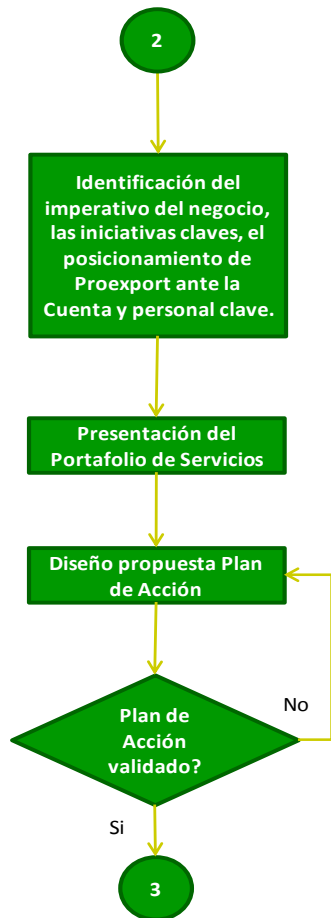 2
Identificación del
imperativo del negocio,
las iniciativas claves, el
posicionamiento de
Proexport ante la
Cuenta y personal clave.
Presentación del
Portafolio de Servicios
Diseño propuesta Plan
de Acción
Plan de
Acción
validado?
No
Si
3